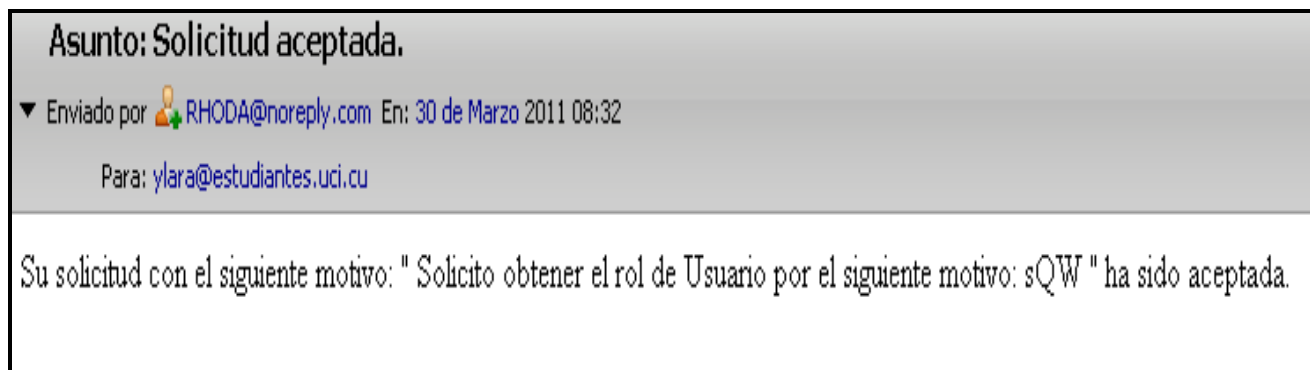 Asunto: Solicitud aceptada.
Enviado por RHODA@noreply.com En: 30 de Marzo 2011 08:32
Para: ylara@estudiantes.uci.cu
Su solicitud con el siguiente motivo: " Solicito obtener el rol de Usuario por el siguiente motivo: sQW " ha sido aceptada.